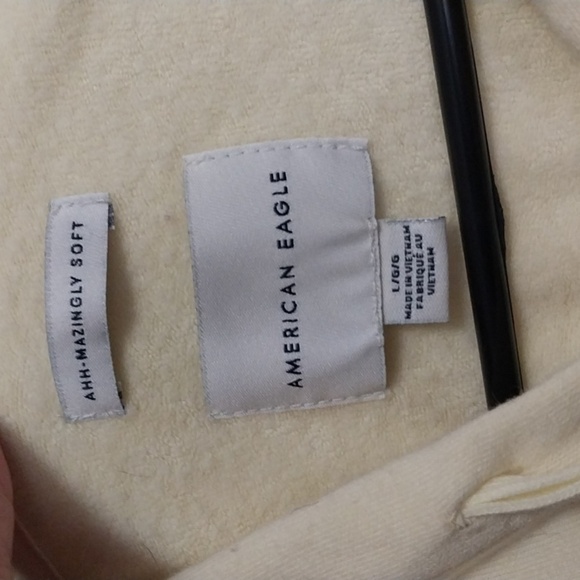 AHH-MAZINGLY SOFT
AMERICAN EAGLE
L/G/G
MADE IN VIETNAM
FABRIQUÉ AU
VIETNAM